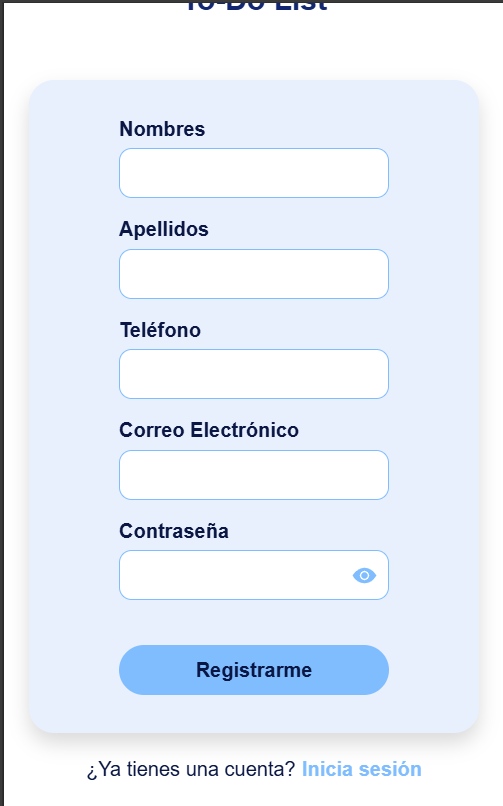 To-Do List
Nombres
Apellidos
Teléfono
Correo Electrónico
Contraseña
Registrarme
¿Ya tienes una cuenta? Inicia sesión